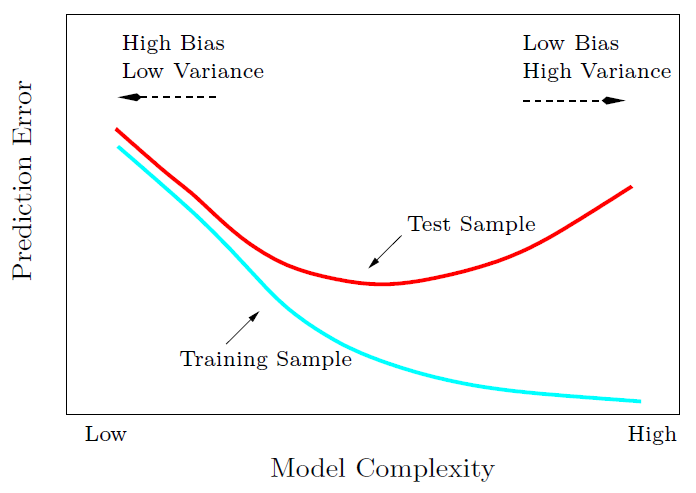 High Bias
Low Variance
Low Bias
High Variance
Prediction Error
Test Sample
Training Sample
Low
High
Model Complexity